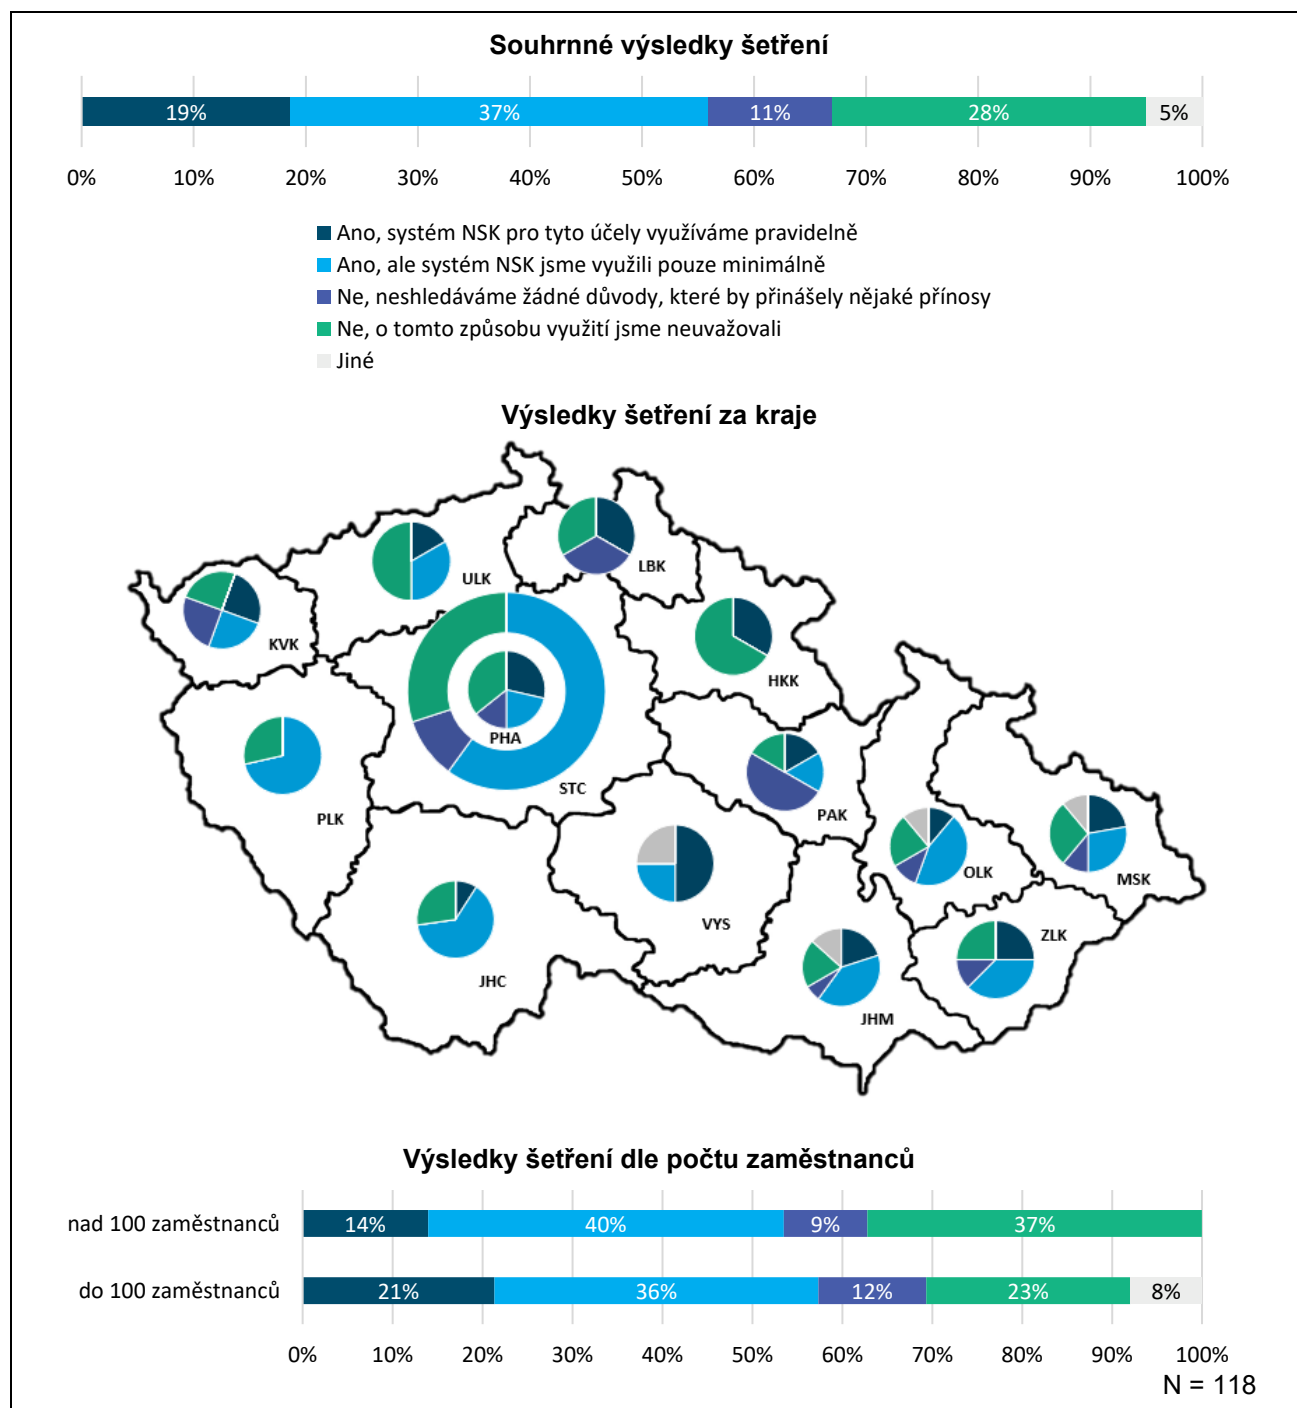 Souhrnné výsledky šetření
19% 37% 11% 28% 5%
0% 10% 20% 30% 40% 50% 60% 70% 80% 90% 100%
Ano, systém NSK pro tyto účely využíváme pravidelně
Ano, ale systém NSK jsme využili pouze minimálně
Ne, neshledáváme žádné důvody, které by přinášely nějaké přínosy
Ne, o tomto způsobu využití jsme neuvažovali
Jiné
Výsledky šetření za kraje
LBK
ULK
KVK
HKK
PHA
STC
PAK
PLK
MSK
OLK
VYS
ZLK
JHC
JHM
Výsledky šetření dle počtu zaměstnanců
nad 100 zaměstnanců 14% 40% 9% 37%
do 100 zaměstnanců 21% 36% 12% 23% 8%
0% 10% 20% 30% 40% 50% 60% 70% 80% 90% 100%
N = 118